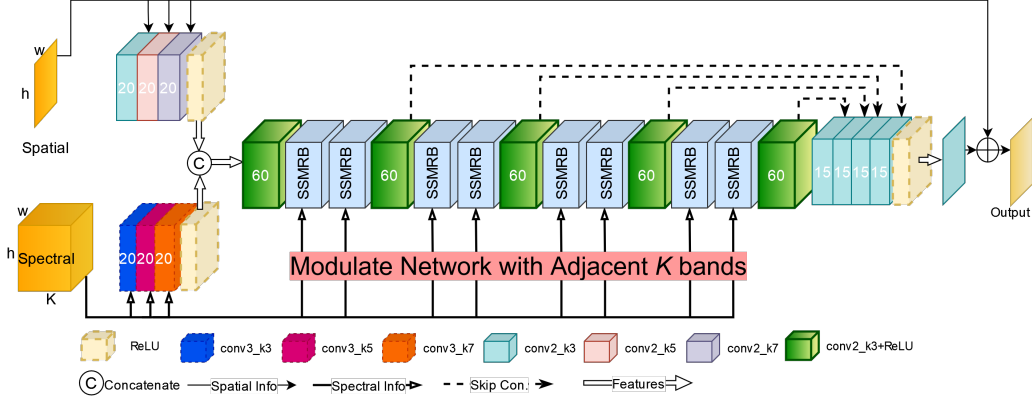 w
h
20 20 20
Spatial
C
60 SSMRB SSMRB 60 SSMRB SSMRB 60 SSMRB SSMRB 60 SSMRB SSMRB 60 15 15 15 15
w
h Spectral
K
20 20 20
Output
Modulate Network with Adjacent K bands
ReLU conv3_k3 conv3_k5 conv3_k7 conv2_k3 conv2_k5 conv2_k7 conv2_k3+ReLU
C Concatenate Spatial Info Spectral Info Skip Con. Features